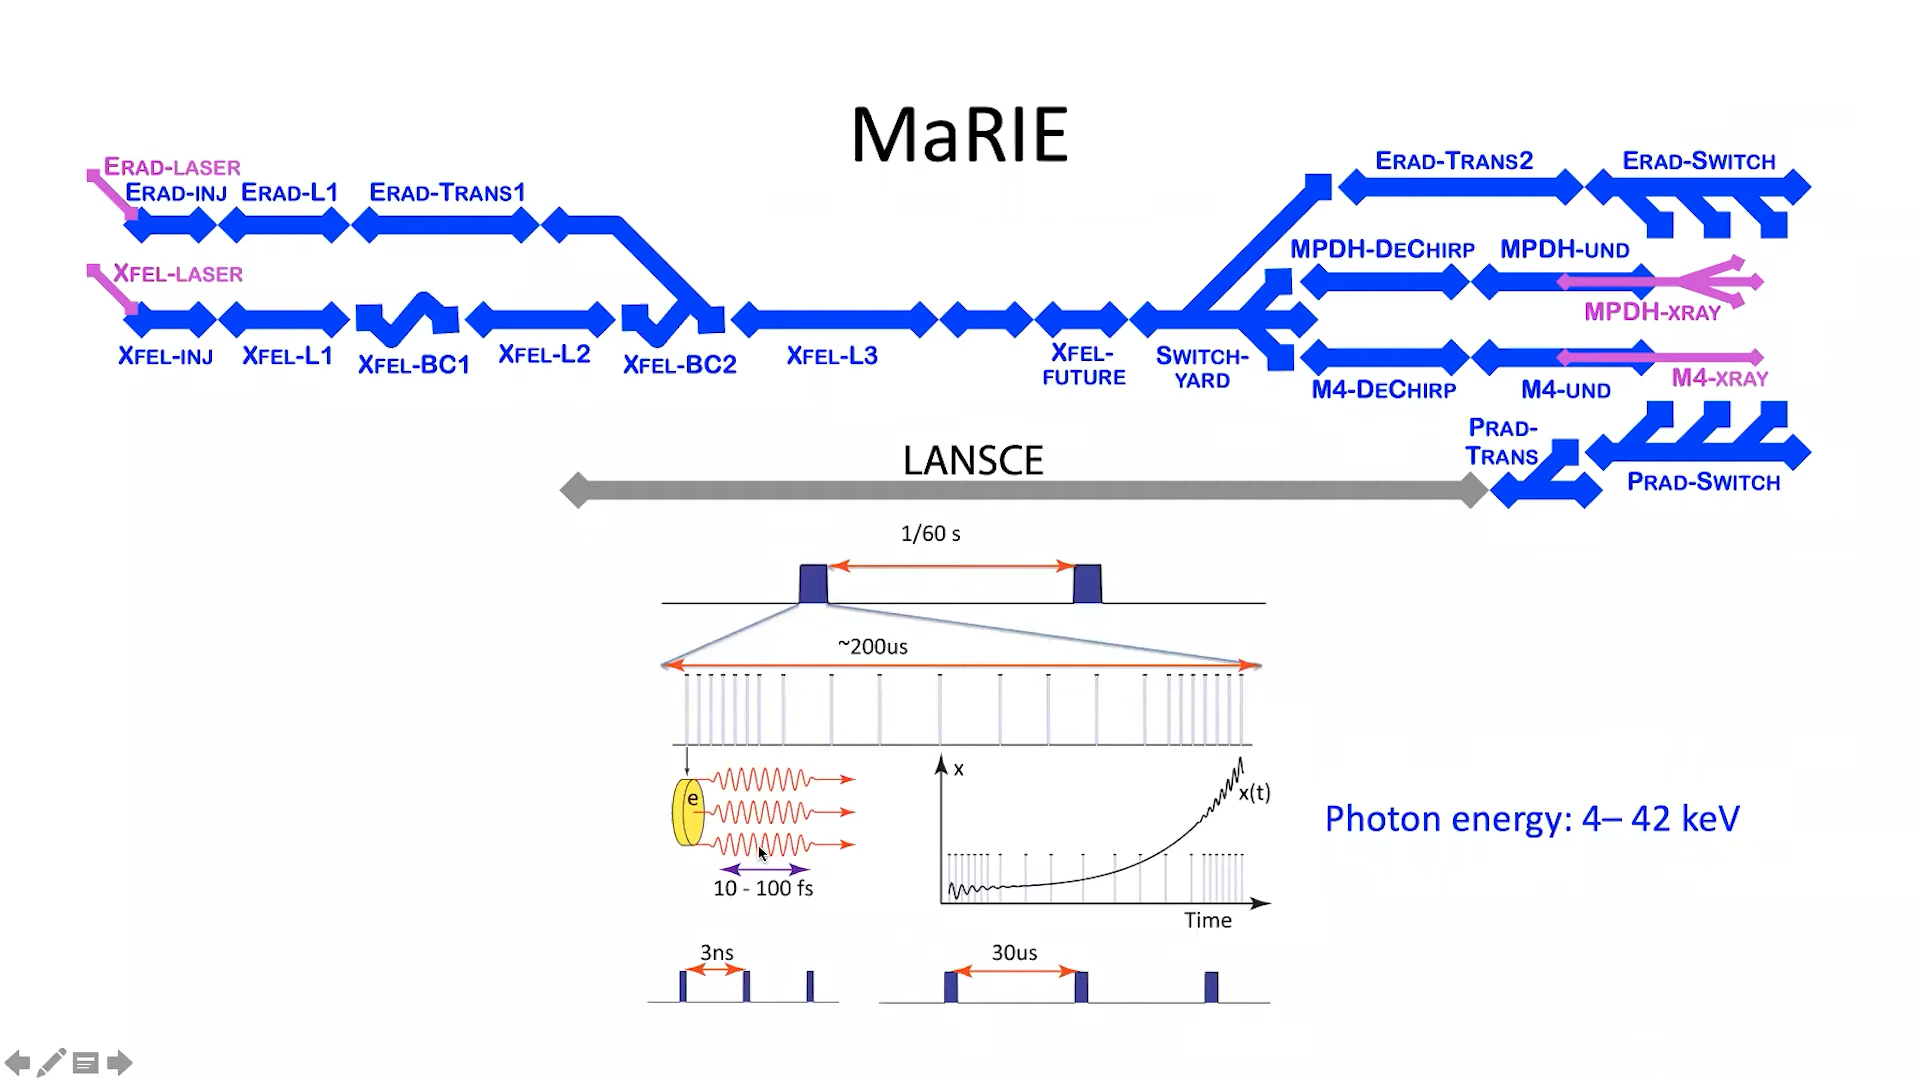 MaRIE
ERAD-LASER
ERAD-INJ
ERAD-L1
ERAD-TRANS1
XFEL-LASER
XFEL-INJ
XFEL-L1
XFEL-BC1
XFEL-L2
XFEL-BC2
XFEL-L3
XFEL-
FUTURE
SWITCH-
YARD
ERAD-TRANS2
ERAD-SWITCH
MPDH-DECHIRP
MPDH-UND
MPDH-XRAY
M4-DECHIRP
M4-UND
M4-XRAY
PRAD-
TRANS
PRAD-SWITCH
LANSCE
1/60 s
~200us
e
10 - 100 fs
x
x(t)
Time
Photon energy: 4– 42 keV
3ns
30us